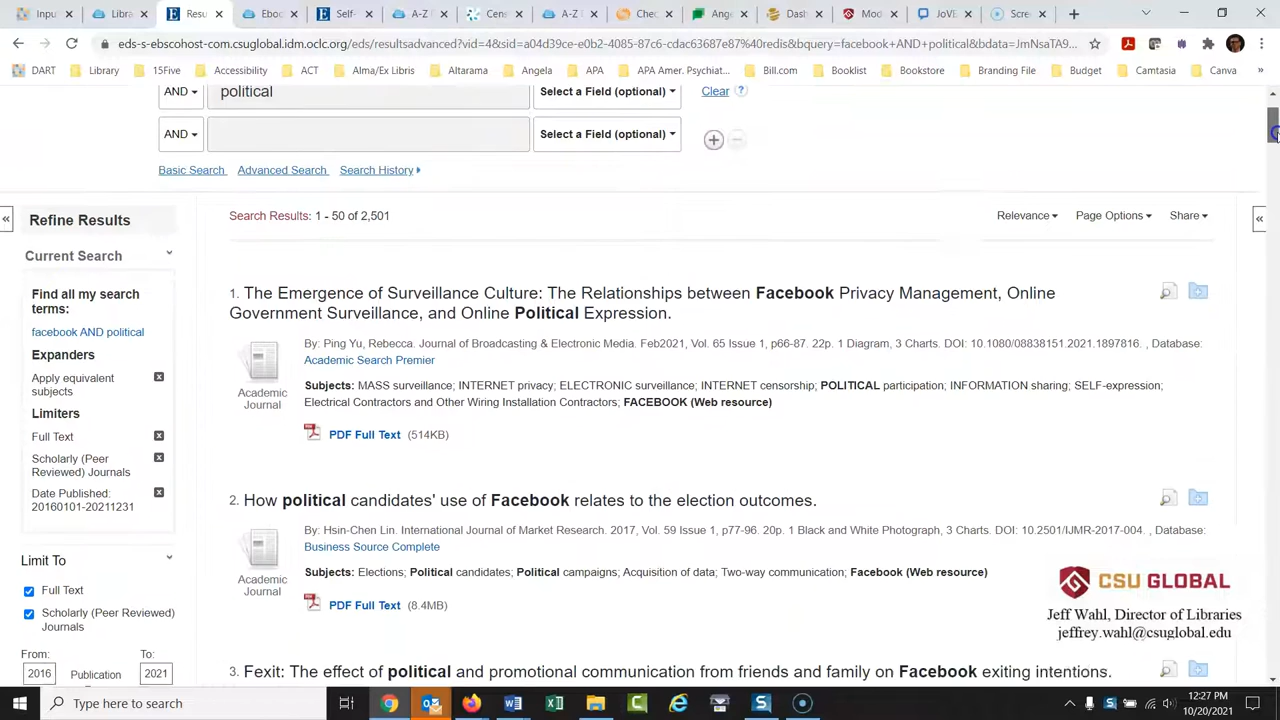 Inpu
Libra
Resu
Eboo
Self-
A-Z
Cens
A-Z
Chec
Ange
Dash
Mod
JoVE
Scre
eds-s-ebscohost-com.csuglobal.idm.oclc.org/eds/resultsadvanced?vid=4&sid=a06d39ce-e0b2-4085-87c6-cdac63687e87%40redis&bquery=facebook+AND+political&bdata=JmNsaTA9...
DART Library 15Five Accessibility ACT Alma/Ex Libris Altarama Angela APA APA Amer. Psychiat... Bill.com Booklist Bookstore Branding File Budget Camtasia Canva »
AND political Select a Field (optional) Clear ?
AND Select a Field (optional)
Basic Search Advanced Search Search History
Refine Results
Current Search
Find all my search
terms:
facebook AND political
Expanders
Apply equivalent
subjects
Limiters
Full Text
Scholarly (Peer
Reviewed) Journals
Date Published:
20160101-20211231
Limit To
Full Text
Scholarly (Peer Reviewed)
Journals
From: To:
2016 Publication 2021
Search Results: 1 - 50 of 2,501 Relevance Page Options Share
1. The Emergence of Surveillance Culture: The Relationships between Facebook Privacy Management, Online
Government Surveillance, and Online Political Expression.
By: Ping Yu, Rebecca. Journal of Broadcasting & Electronic Media. Feb2021, Vol. 65 Issue 1, p66-87. 22p. 1 Diagram, 3 Charts. DOI: 10.1080/08838151.2021.1897816. , Database:
Academic Search Premier
Academic
Journal
Subjects: MASS surveillance; INTERNET privacy; ELECTRONIC surveillance; INTERNET censorship; POLITICAL participation; INFORMATION sharing; SELF-expression;
Electrical Contractors and Other Wiring Installation Contractors; FACEBOOK (Web resource)
PDF Full Text (514KB)
2. How political candidates' use of Facebook relates to the election outcomes.
By: Hsin-Chen Lin. International Journal of Market Research. 2017, Vol. 59 Issue 1, p77-96. 20p. 1 Black and White Photograph, 3 Charts. DOI: 10.2501/IJMR-2017-004. , Database:
Business Source Complete
Academic
Journal
Subjects: Elections; Political candidates; Political campaigns; Acquisition of data; Two-way communication; Facebook (Web resource)
PDF Full Text (8.4MB)
3. Fexit: The effect of political and promotional communication from friends and family on Facebook exiting intentions.
CSU GLOBAL
Jeff Wahl, Director of Libraries
jeffrey.wahl@csuglobal.edu
Type here to search
12:27 PM
10/20/2021